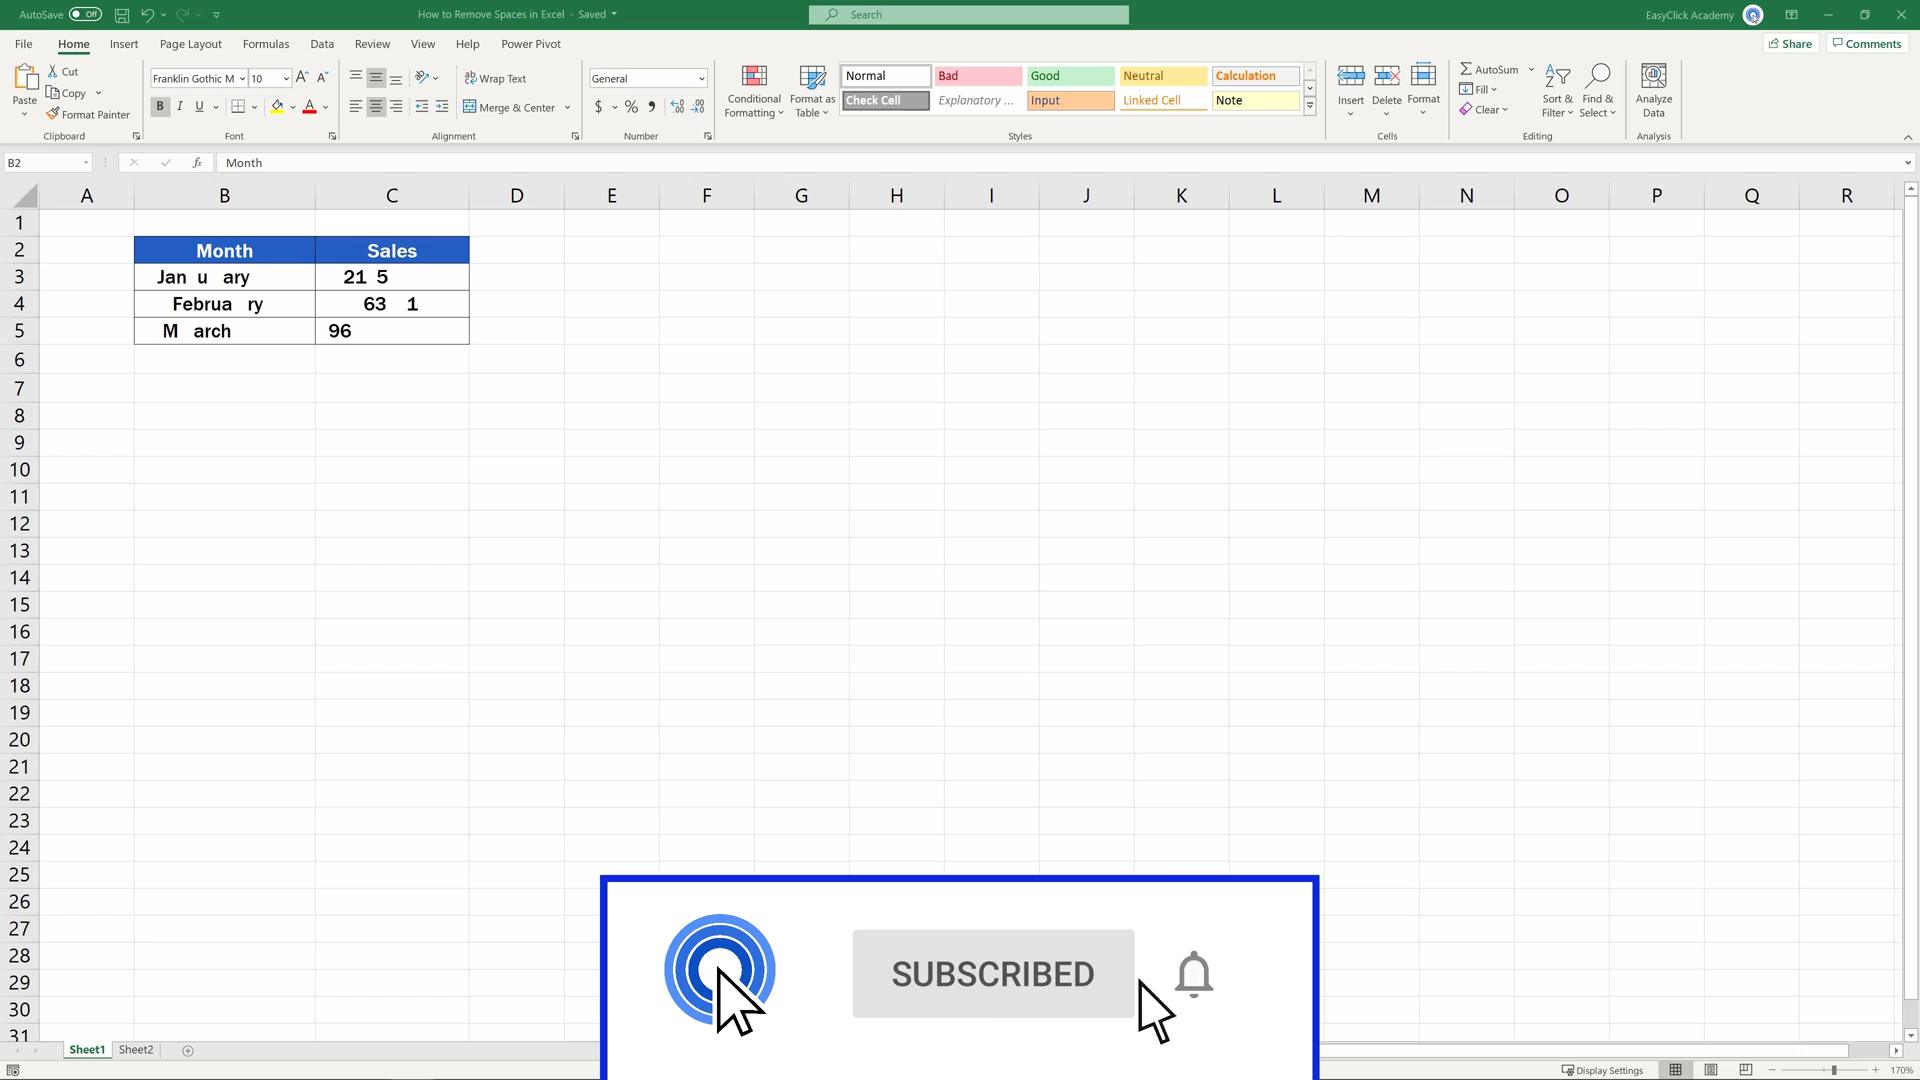 AutoSave Off How to Remove Spaces in Excel - Saved Search EasyClick Academy
File Home Insert Page Layout Formulas Data Review View Help Power Pivot Share Comments
Paste Cut Copy Format Painter
Clipboard
Franklin Gothic M 10
B I U A
Font
Wrap Text
Merge & Center
Alignment
General
$ % 9
Number
Conditional Formatting
Format as Table
Normal Bad Good Neutral Calculation
Check Cell Explanatory ... Input Linked Cell Note
Styles
Insert Delete Format
Cells
AutoSum
Fill
Clear
Sort & Filter
Find & Select
Editing
Analyze Data
Analysis
B2 fx Month
A B C D E F G H I J K L M N O P Q R
1
2 Month Sales
3 Jan u ary 21 5
4 Februa ry 63 1
5 M arch 96
6
7
8
9
10
11
12
13
14
15
16
17
18
19
20
21
22
23
24
25
26
27
28
29
30
31
SUBSCRIBED
Sheet1 Sheet2
Display Settings 170%